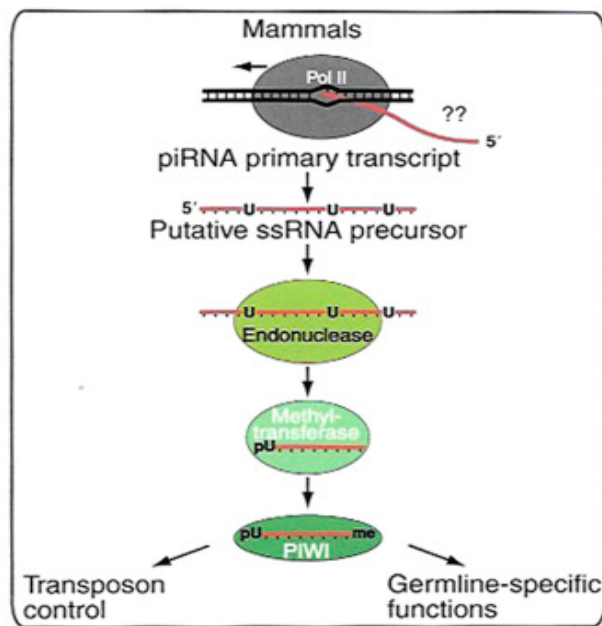 Mammals
Pol II
??
5′
piRNA primary transcript
5′ U U U
Putative ssRNA precursor
U U U
Endonuclease
Methyl-
transferase
pU
pU me
PIWI
Transposon
control
Germline-specific
functions